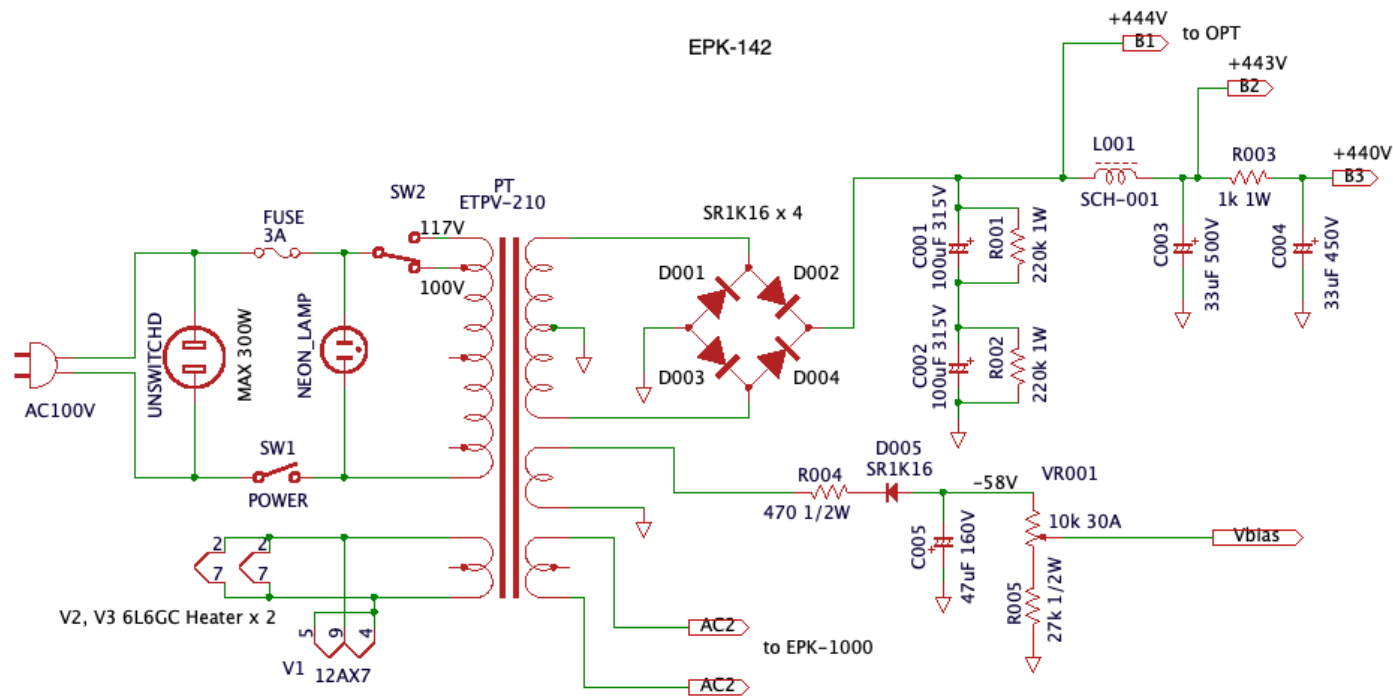 EPK-142
+444V
B1
to OPT
+443V
B2
L001
SCH-001
R003
1k 1W
+440V
B3
PT
ETPV-210
SW2
117V
100V
SR1K16 x 4
D001
D002
D003
D004
FUSE
3A
UNSWITCHD
MAX 300W
NEON_LAMP
AC100V
SW1
POWER
C001
100uF 315V
R001
220k 1W
C002
100uF 315V
R002
220k 1W
C003
33uF 500V
C004
33uF 450V
D005
SR1K16
R004
470 1/2W
-58V
VR001
10k 30A
Vbias
C005
47uF 160V
R005
27k 1/2W
2
7
2
7
V2, V3 6L6GC Heater x 2
5
9
4
V1
12AX7
AC2
to EPK-1000
AC2